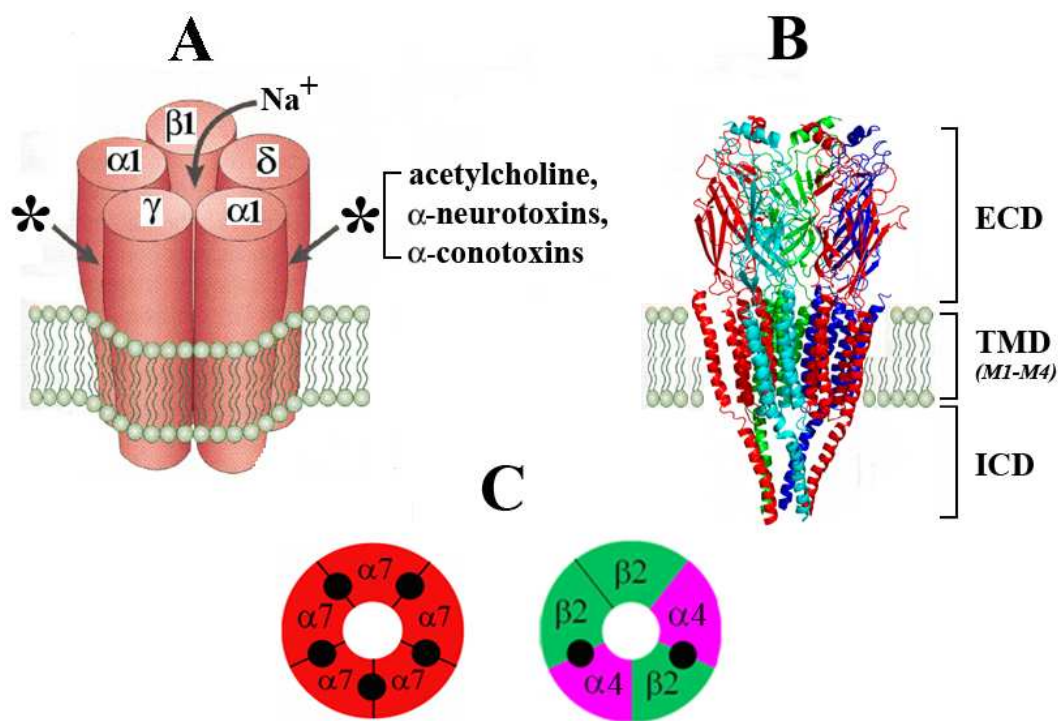 A
B
Na+
β1
α1
δ
γ
α1
*
*
acetylcholine,
α-neurotoxins,
α-conotoxins
ECD
TMD
(M1-M4)
ICD
C
α7
α7
α7
α7
α7
β2
β2
α4
α4
β2